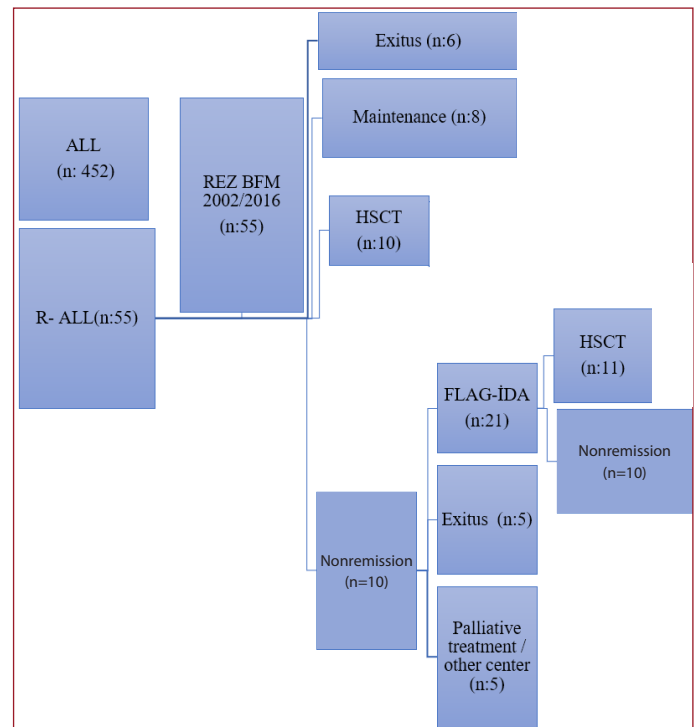 ALL
(n: 452)
R- ALL(n:55)
REZ BFM
2002/2016
(n:55)
Exitus (n:6)
Maintenance (n:8)
HSCT
(n:10)
Nonremission
(n=10)
FLAG-İDA
(n:21)
Exitus (n:5)
Palliative
treatment /
other center
(n:5)
HSCT
(n:11)
Nonremission
(n=10)